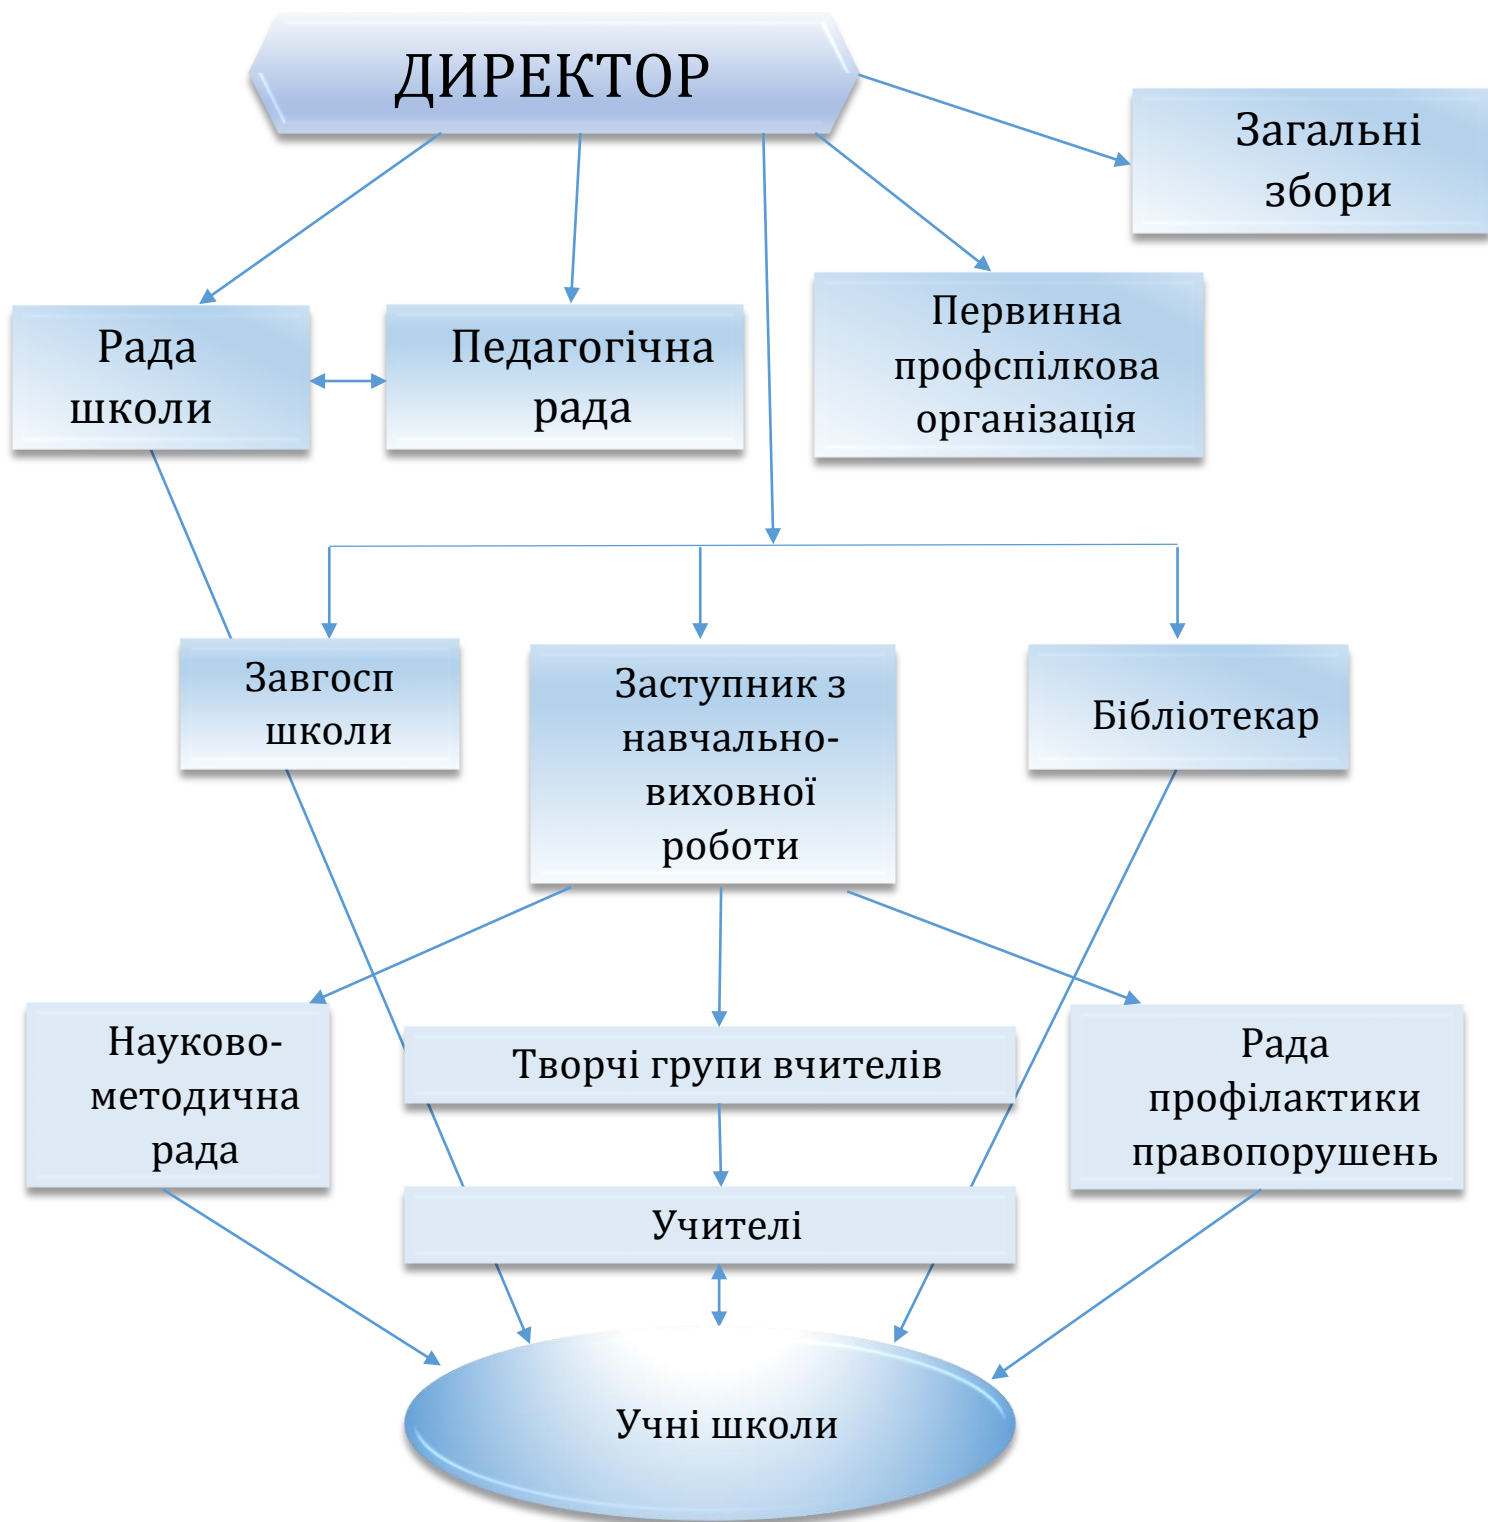 ДИРЕКТОР
Загальні
збори
Рада
школи
Педагогічна
рада
Первинна
профспілкова
організація
Завгосп
школи
Заступник з
навчально-
виховної
роботи
Бібліотекар
Науково-
методична
рада
Творчі групи вчителів
Рада
профілактики
правопорушень
Учителі
Учні школи